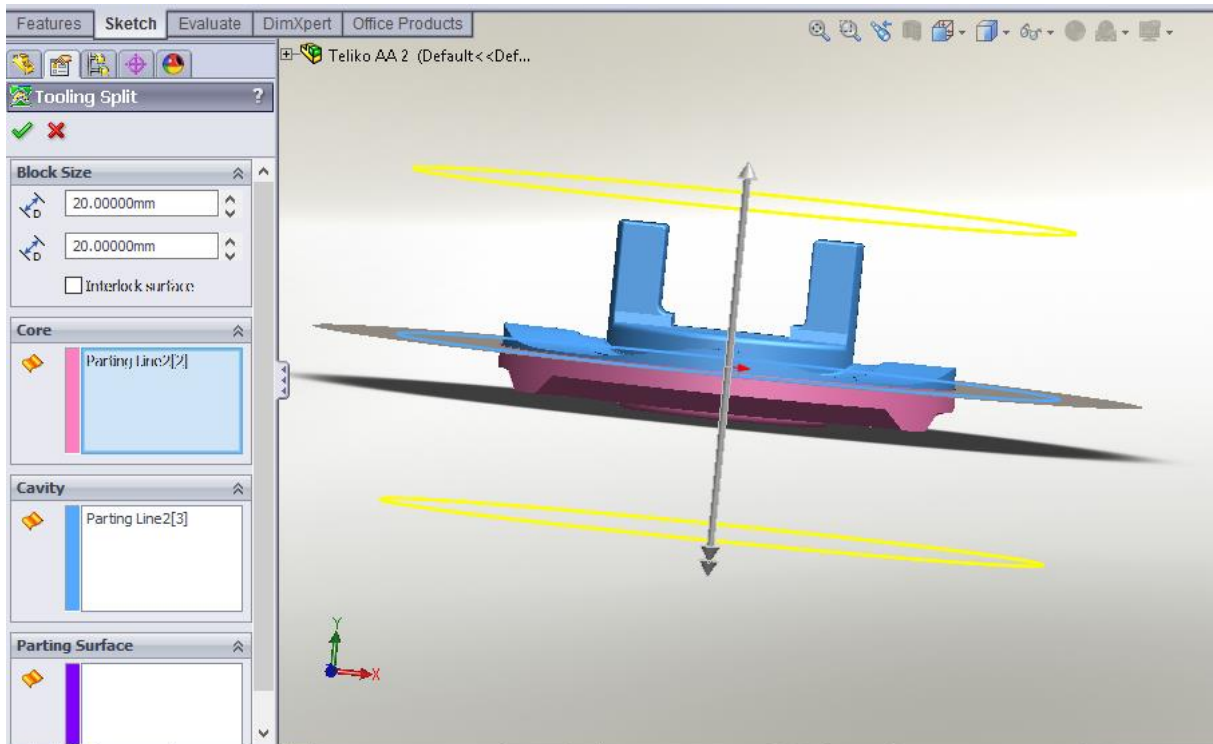 Features Sketch Evaluate DimXpert Office Products
Teliko AA 2 (Default<<Def...
Tooling Split ?
Block Size
D 20.00000mm
D 20.00000mm
Interlock surface
Core
Parting Line2[2]
Cavity
Parting Line2[3]
Parting Surface
Y
X